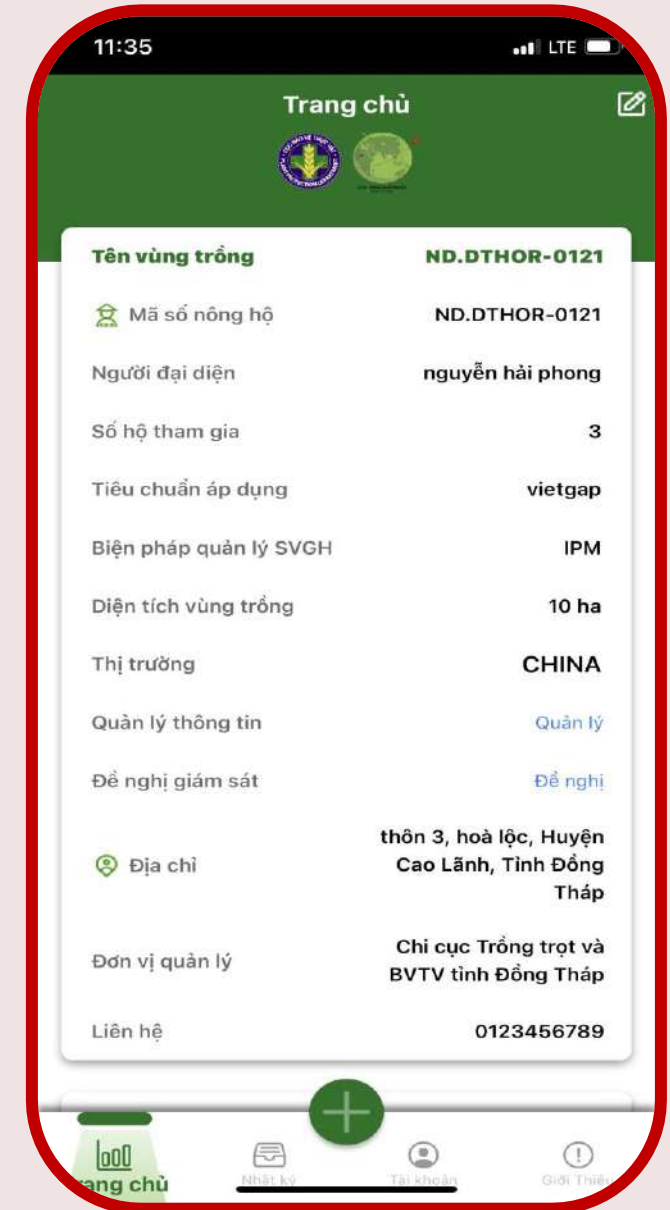 11:35 LTE
Trang chủ
Tên vùng trồng ND.DTHOR-0121
Mã số nông hộ ND.DTHOR-0121
Người đại diện nguyễn hải phong
Số hộ tham gia 3
Tiêu chuẩn áp dụng vietgap
Biện pháp quản lý SVGH IPM
Diện tích vùng trồng 10 ha
Thị trường CHINA
Quản lý thông tin Quản lý
Đề nghị giám sát Đề nghị
Địa chỉ thôn 3, hoà lộc, Huyện
Cao Lãnh, Tỉnh Đồng
Tháp
Đơn vị quản lý Chi cục Trồng trọt và
BVTV tỉnh Đồng Tháp
Liên hệ 0123456789
rang chủ Nhật ký Tài khoản Giới Thiệu